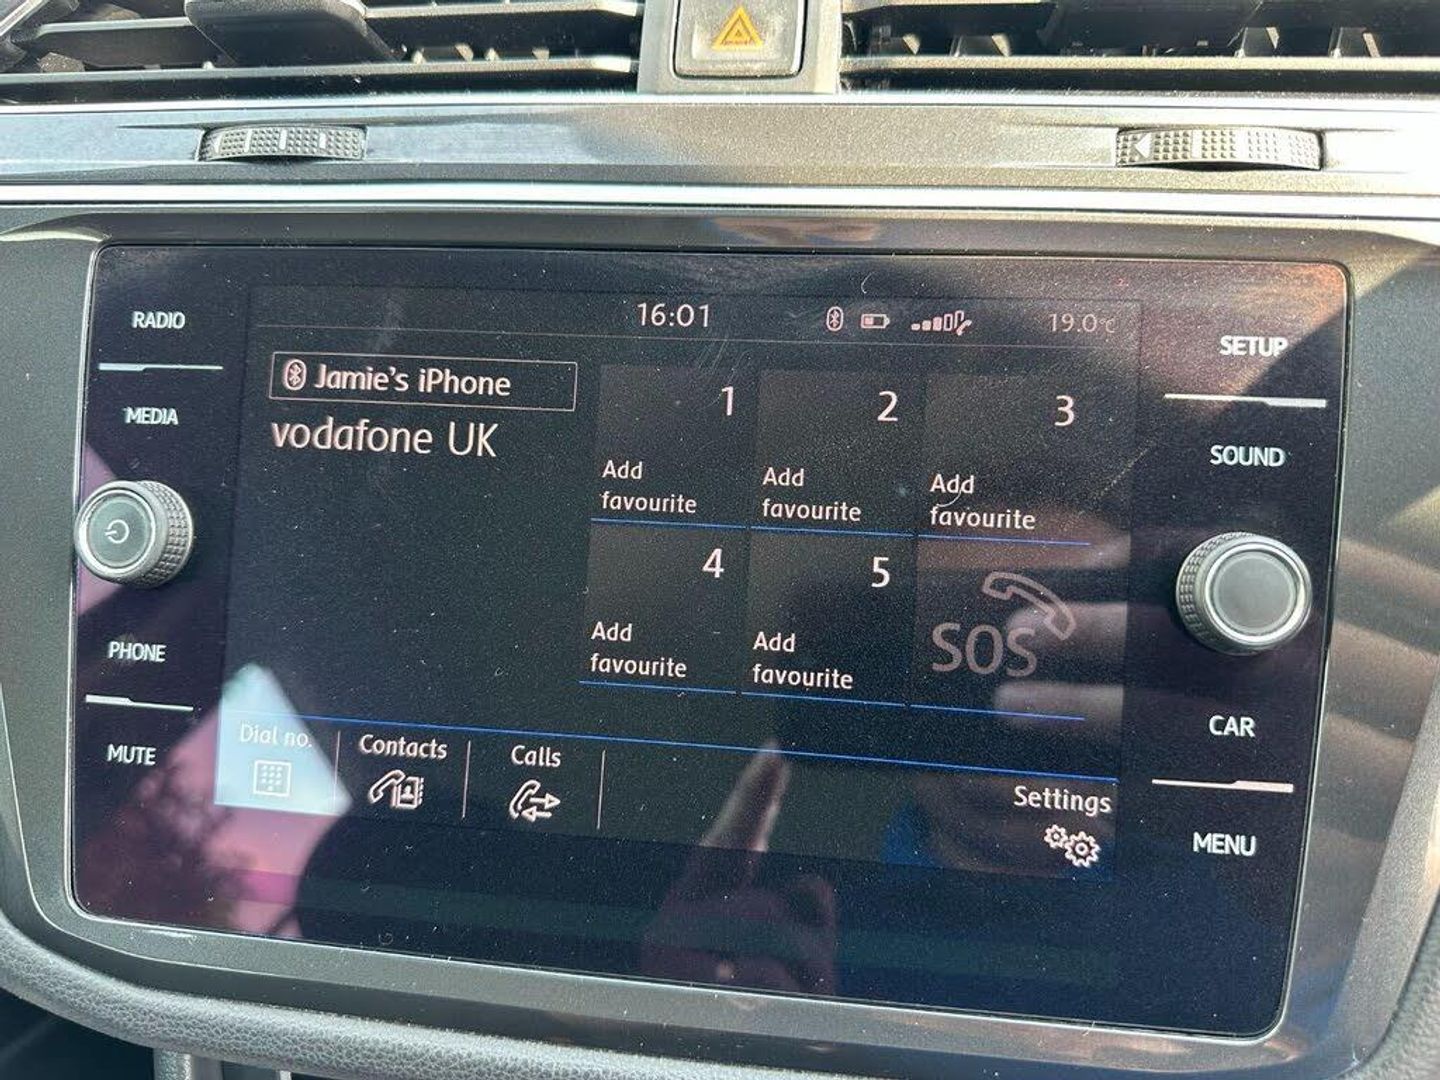 RADIO
MEDIA
PHONE
MUTE
16:01
19.0°C
Jamie's iPhone
vodafone UK
1
Add
favourite
2
Add
favourite
3
Add
favourite
4
Add
favourite
5
Add
favourite
SOS
Dial no.
Contacts
Calls
Settings
SETUP
SOUND
CAR
MENU